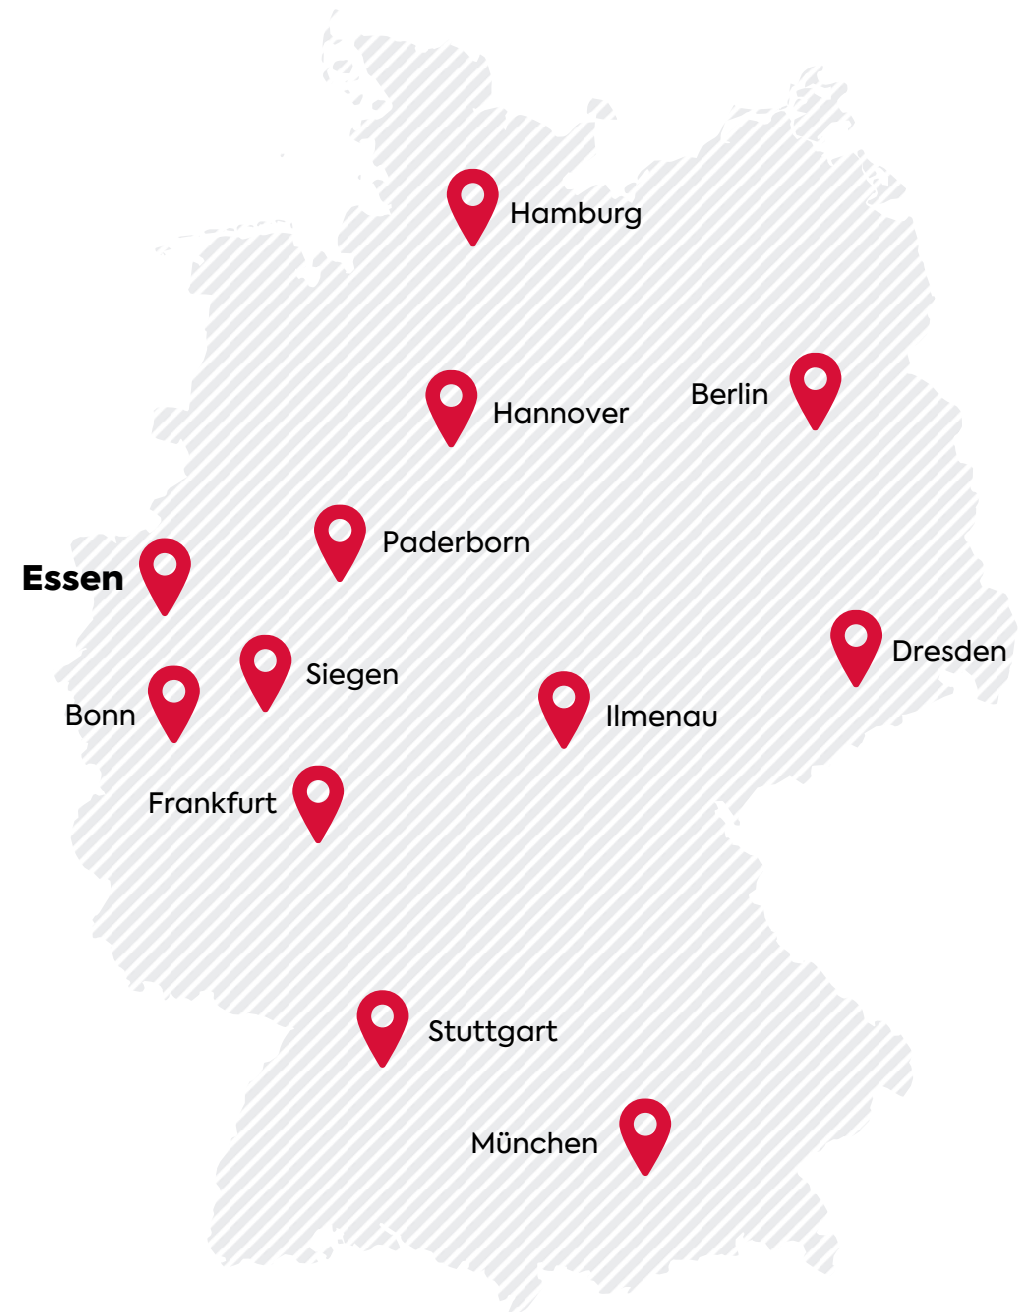 Hamburg
Berlin
Hannover
Paderborn
Essen
Dresden
Siegen
Bonn
Ilmenau
Frankfurt
Stuttgart
München